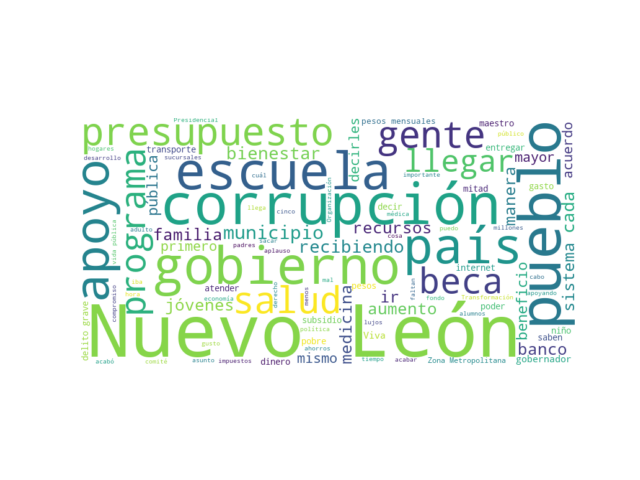 Presidencial
pesos mensuales
maestro
público
presupuesto
gente
hogares
transporte
bienestar
decirles
entregar
acuerdo
desarrollo
sucursales
escuela
llegar
mayor
pueblo
apoyo
programa
pública
cuál
importante
mitad
manera
gasto
cada
sistema
corrupción
Organización
llega
cinco
decir
médica
millones
vida pública
adulto
familia
municipio
recursos
puedo
país
primero
padres
sacar
recibiendo
aplauso
gobierno
mal
internet
cabo
atender
economía
derecho
menos
faltan
beca
apoyando
beneficio
compromiso
jóvenes
salud
medicina
pesos
ir
fondo
Transformación
niño
delito grave
subsidio
aumento
poder
alumnos
Nuevo León
política
lujos
Viva
saben
pobre
gusto
ahorros
mismo
acabó
comité
asunto
impuestos
dinero
tiempo
acabar
Zona Metropolitana
banco
gobernador